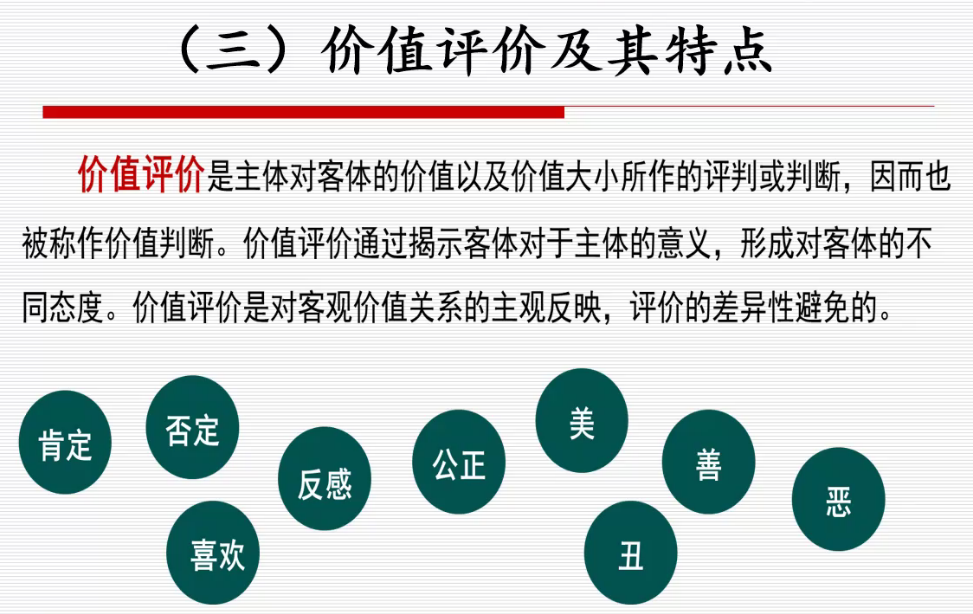 （三）价值评价及其特点
价值评价是主体对客体的价值以及价值大小所作的评判或判断，因而也
被称作价值判断。价值评价通过揭示客体对于主体的意义，形成对客体的不
同态度。价值评价是对客观价值关系的主观反映，评价的差异性避免的。
肯定
否定
喜欢
反感
公正
美
丑
善
恶